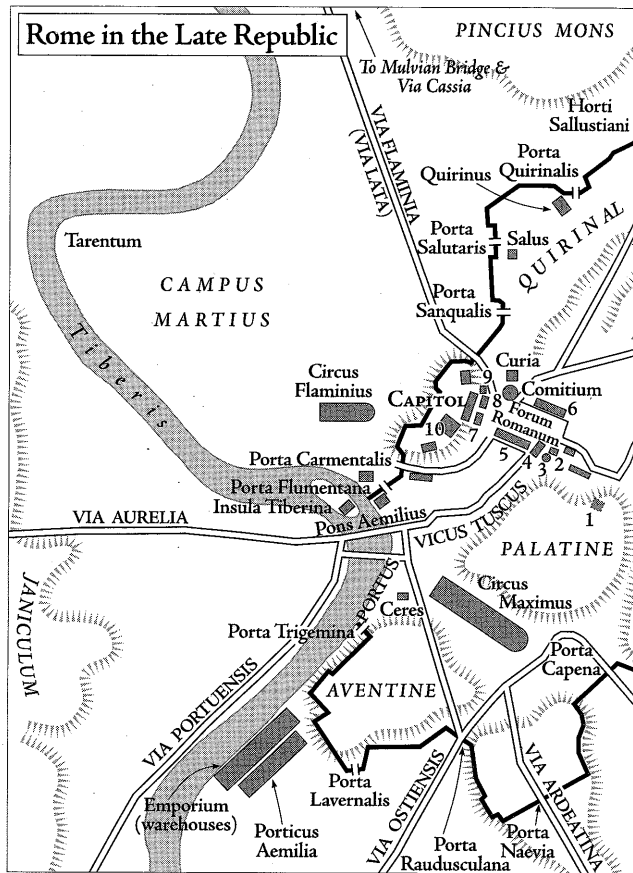 Rome in the Late Republic
PINCIUS MONS
To Mulvian Bridge &
Via Cassia
Horti
Sallustiani
VIA FLAMINIA
(VIA LATA)
Porta
Quirinalis
Quirinus
Porta
Salutaris
Salus
QUIRINAL
Tarentum
CAMPUS
MARTIUS
Porta
Sanqualis
Tiberis
Circus
Flaminius
Curia
9
CAPITOL
Comitium
8
6
Forum
Romanum
10
7
5
4
3
2
1
Porta Carmentalis
Porta Flumentana
Insula Tiberina
Pons Aemilius
VIA AURELIA
VICUS TUSCUS
PALATINE
JANICULUM
PORTUS
Ceres
Circus
Maximus
Porta Trigemina
Porta
Capena
AVENTINE
VIA PORTUENSIS
Emporium
(warehouses)
Porticus
Aemilia
Porta
Lavernalis
VIA OSTIENSIS
VIA ARDEATINA
Porta
Raudusculana
Porta
Naevia